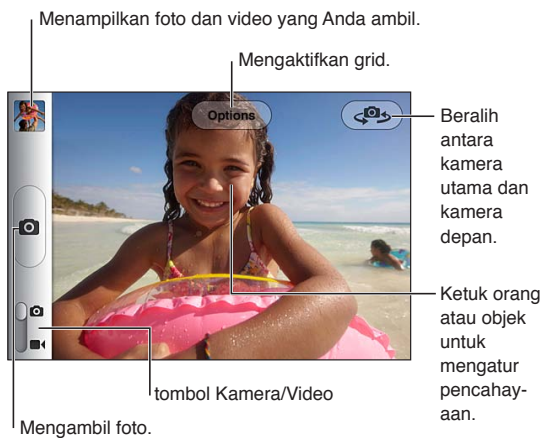 Menampilkan foto dan video yang Anda ambil.
Mengaktifkan grid.
Options
Beralih
antara
kamera
utama dan
kamera
depan.
Ketuk orang
atau objek
untuk
mengatur
pencahay-
aan.
tombol Kamera/Video
Mengambil foto.